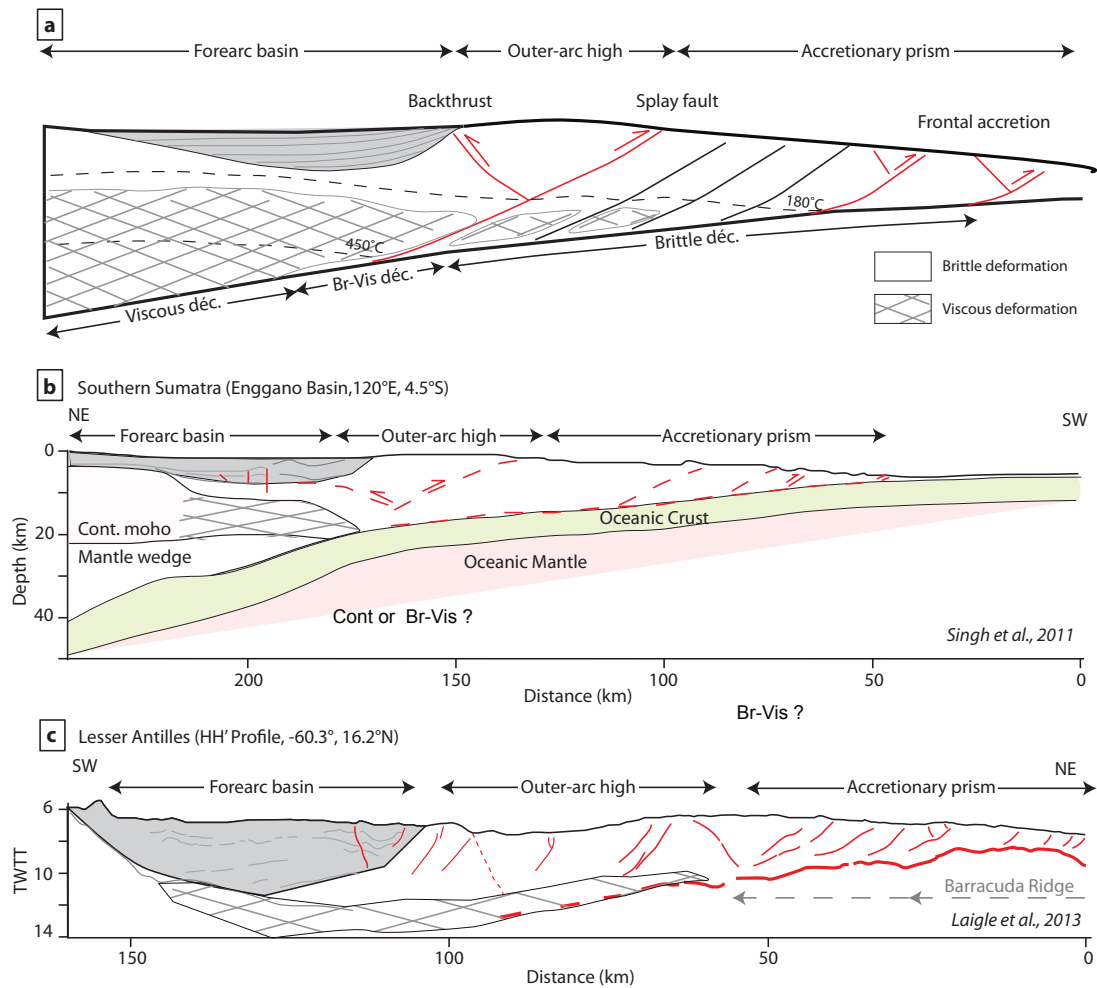 a
Forearc basin
Outer-arc high
Accretionary prism
Backthrust
Splay fault
Frontal accretion
180°C
450°C
Brittle déc.
Br-Vis déc.
Viscous déc.
Brittle deformation
Viscous deformation
b Southern Sumatra (Enggano Basin,120°E, 4.5°S)
NE
SW
Forearc basin
Outer-arc high
Accretionary prism
0
20
40
Depth (km)
Cont. moho
Mantle wedge
Oceanic Crust
Oceanic Mantle
Cont or Br-Vis ?
Singh et al., 2011
200
150
100
50
0
Distance (km)
Br-Vis ?
c Lesser Antilles (HH' Profile, -60.3°, 16.2°N)
SW
NE
Forearc basin
Outer-arc high
Accretionary prism
6
10
14
TWTT
Barracuda Ridge
Laigle et al., 2013
150
100
50
0
Distance (km)